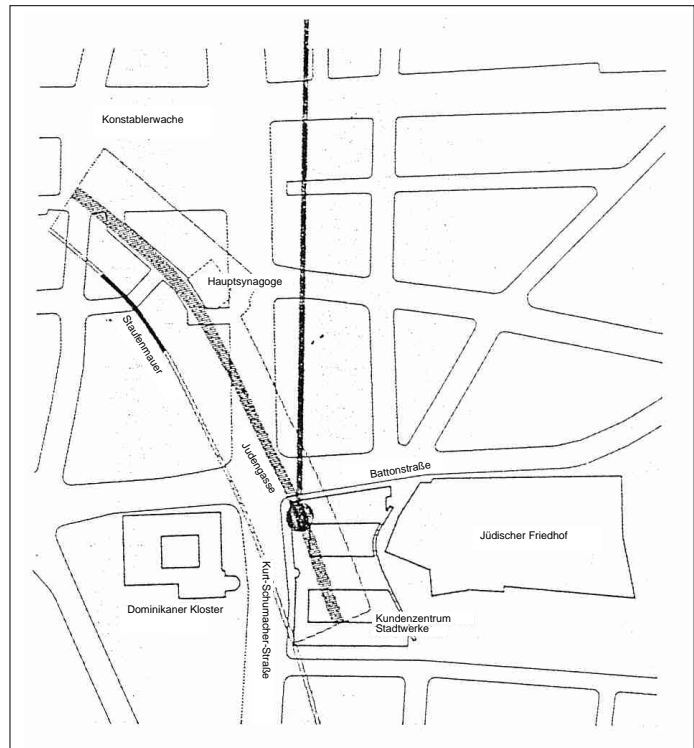 Konstablerwache
Hauptsynagoge
Staufenmauer
Judengasse
Battonstraße
Jüdischer Friedhof
Kurt-Schumacher-Straße
Dominikaner Kloster
Kundenzentrum
Stadtwerke